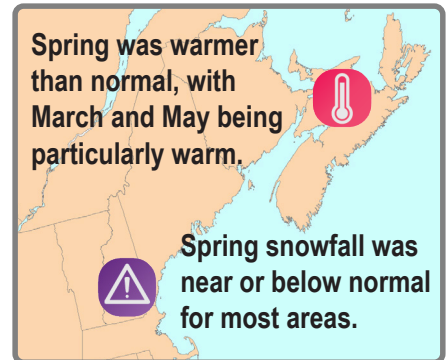 Spring was warmer
than normal, with
March and May being
particularly warm.
Spring snowfall was
near or below normal
for most areas.